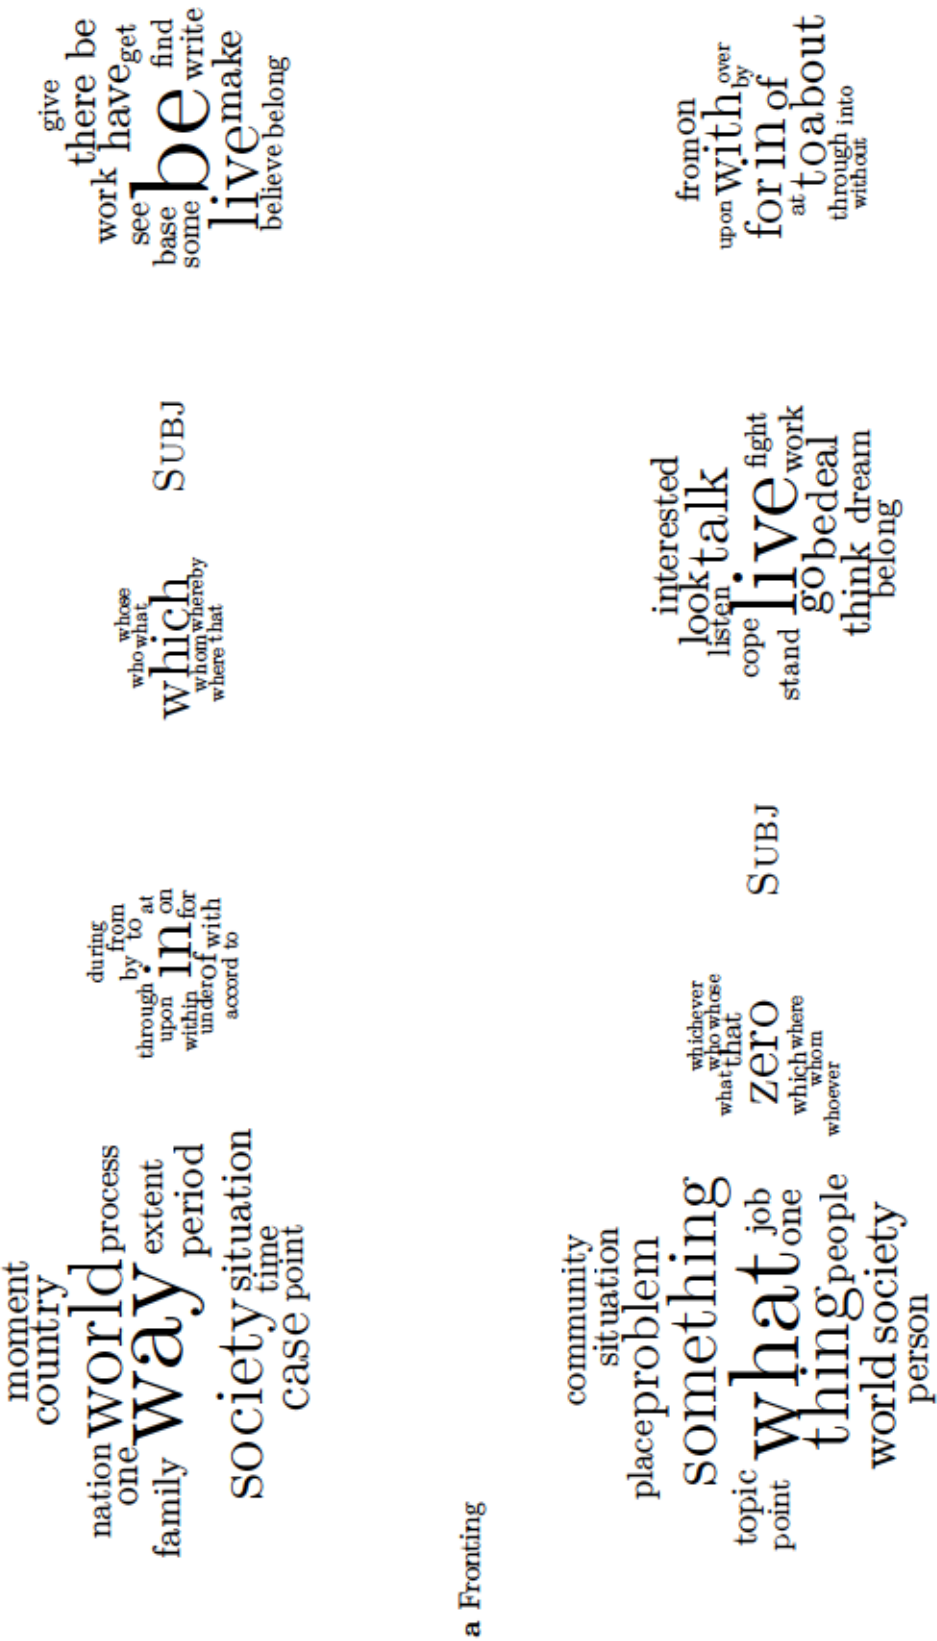 moment
country
nation world process
one
way extent
family period
society situation
time
case point
during
from
by to at
through
in on
upon
within for
under of with
accord to
whose
who what
which
whom whereby
where that
SUBJ
give
there be
work have get
see be find
base write
some
live make
believe belong
a Fronting
community
situation
place problem
something
topic what job
point one
thing people
world society
person
whichever
who whose
what that
zero
which where
whom
whoever
SUBJ
interested
look talk
listen
cope live fight
stand work
go be deal
think dream
belong
from on
upon with over
by
for in of
at to about
through into
without